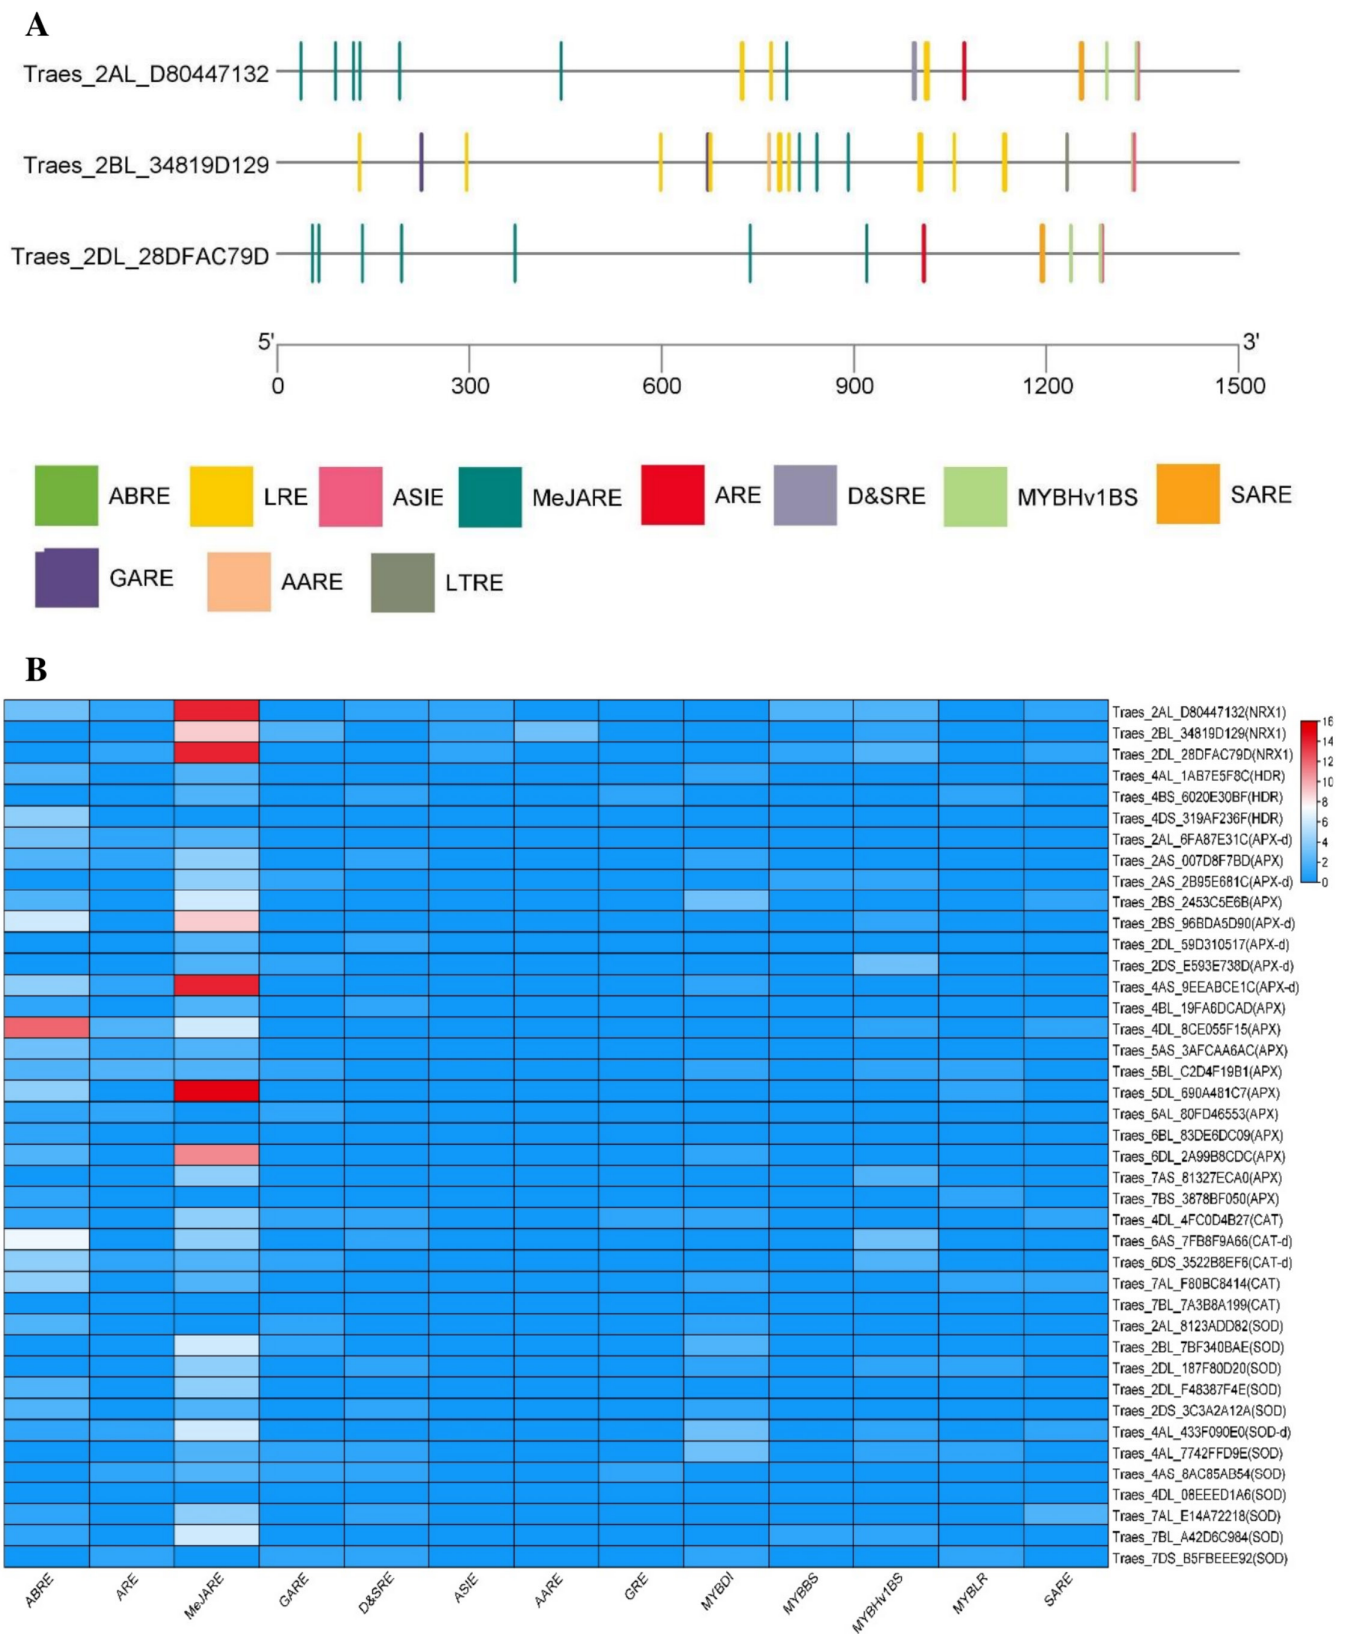 A
Traes_2AL_D80447132
Traes_2BL_34819D129
Traes_2DL_28DFAC79D
5' 3'
0 300 600 900 1200 1500
ABRE LRE ASIE MeJARE ARE D&SRE MYBHv1BS SARE
GARE AARE LTRE
B
Traes_2AL_D80447132(NRX1)
Traes_2BL_34819D129(NRX1)
Traes_2DL_28DFAC79D(NRX1)
Traes_4AL_1AB7E5F8C(HDR)
Traes_4BS_6020E30BF(HDR)
Traes_4DS_319AF236F(HDR)
Traes_2AL_6FA87E31C(APX-d)
Traes_2AS_007D8F7BD(APX)
Traes_2AS_2B95E681C(APX-d)
Traes_2BS_2453C5E6B(APX)
Traes_2BS_96BDA5D90(APX-d)
Traes_2DL_59D310517(APX-d)
Traes_2DS_E593E738D(APX-d)
Traes_4AS_9EEABCE1C(APX-d)
Traes_4BL_19FA6DCAD(APX)
Traes_4DL_8CE055F15(APX)
Traes_5AS_3AFCAA6AC(APX)
Traes_5BL_C2D4F19B1(APX)
Traes_5DL_690A481C7(APX)
Traes_6AL_80FD46553(APX)
Traes_6BL_83DE6DC09(APX)
Traes_6DL_2A99B8CDC(APX)
Traes_7AS_81327ECA0(APX)
Traes_7BS_3878BF050(APX)
Traes_4DL_4FC0D4B27(CAT)
Traes_6AS_7FB8F9A66(CAT-d)
Traes_6DS_3522B8EF6(CAT-d)
Traes_7AL_F80BC8414(CAT)
Traes_7BL_7A3B8A199(CAT)
Traes_2AL_8123ADD82(SOD)
Traes_2BL_7BF340BAE(SOD)
Traes_2DL_187F80D20(SOD)
Traes_2DL_F48387F4E(SOD)
Traes_2DS_3C3A2A12A(SOD)
Traes_4AL_433F090E0(SOD-d)
Traes_4AL_7742FFD9E(SOD)
Traes_4AS_8AC85AB54(SOD)
Traes_4DL_08EEED1A6(SOD)
Traes_7AL_E14A72218(SOD)
Traes_7BL_A42D6C984(SOD)
Traes_7DS_B5FBEEE92(SOD)
16
14
12
10
8
6
4
2
0
ABRE ARE MeJARE GARE D&SRE ASIE AARE GRE MYBDI MYBBS MYBHv1BS MYBLR SARE